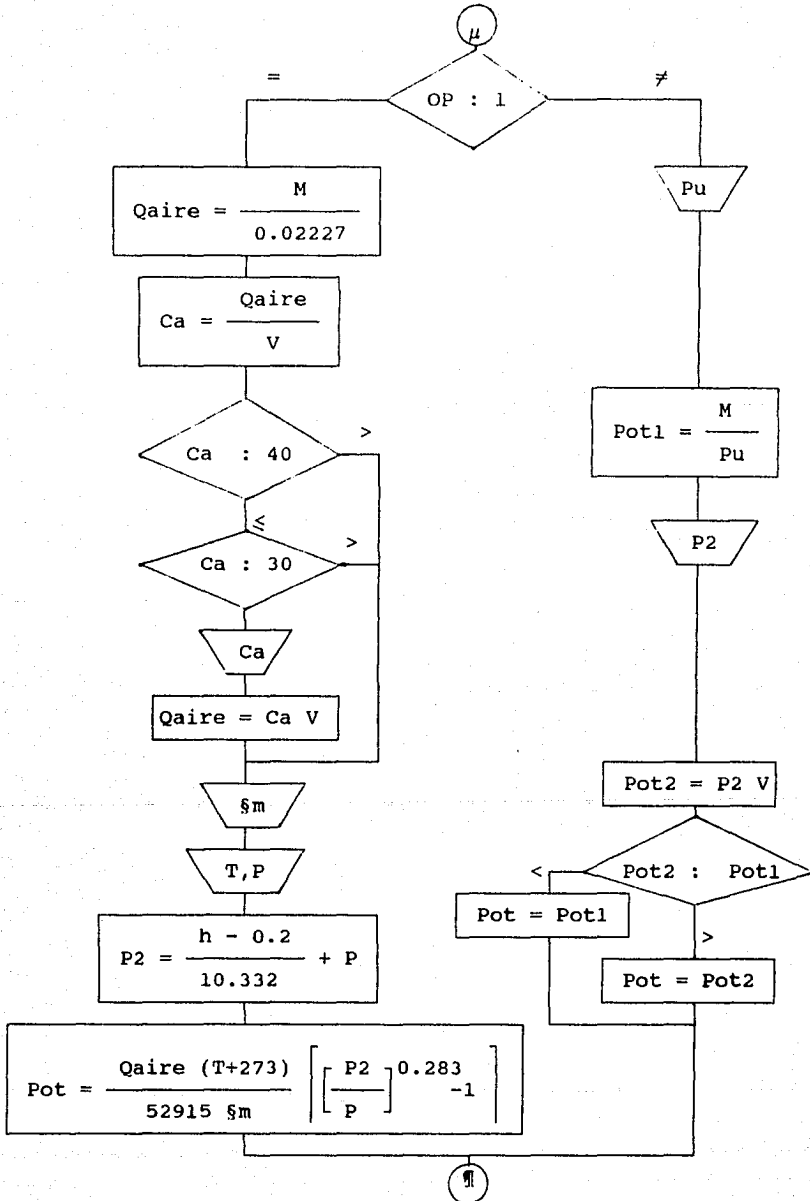 μ
= OP : 1 ≠
Qaire = M / 0.02227
Pu
Ca = Qaire / V
Pot1 = M / Pu
Ca : 40 >
≤
P2
Ca : 30 >
Ca
Qaire = Ca V
Pot2 = P2 V
§m
< Pot2 : Pot1
T,P
Pot = Pot1
>
P2 = h - 0.2 / 10.332 + P
Pot = Pot2
Pot = Qaire (T+273) / 52915 §m [[P2 / P]0.283 -1]
¶